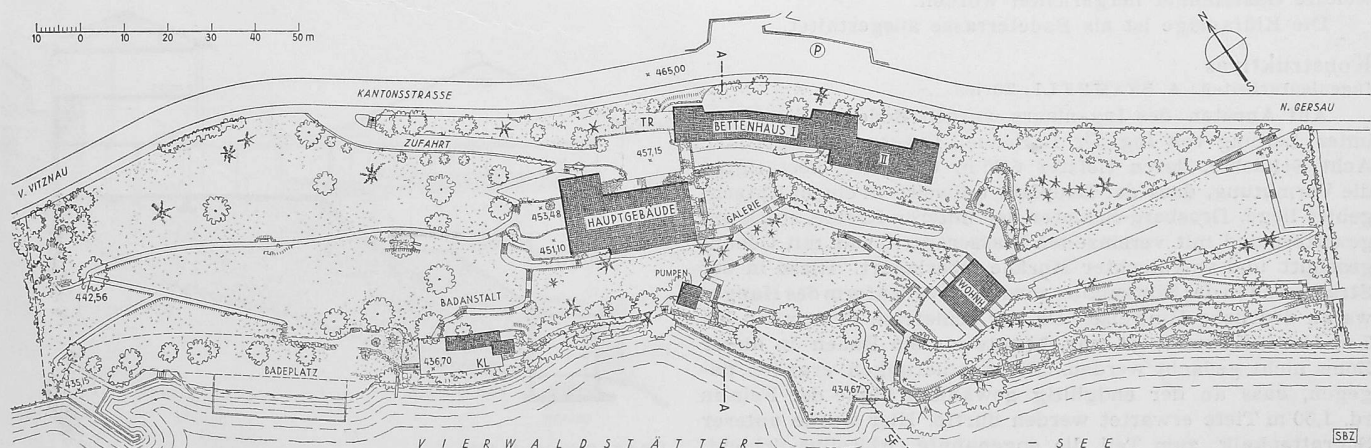 10 0 10 20 30 40 50 m
N
S
P
× 465,00
A
KANTONSSTRASSE
N. GERSAU
TR
BETTENHAUS I
II
ZUFAHRT
457,15
V. VITZNAU
455,48
HAUPTGEBÄUDE
GALERIE
451,10
PUMPEN
WOHNH.
442,56
BADANSTALT
436,70
KL
BADEPLATZ
435,15
434,67
A
VIERWALDSTÄTTER-
- SEE
SBZ